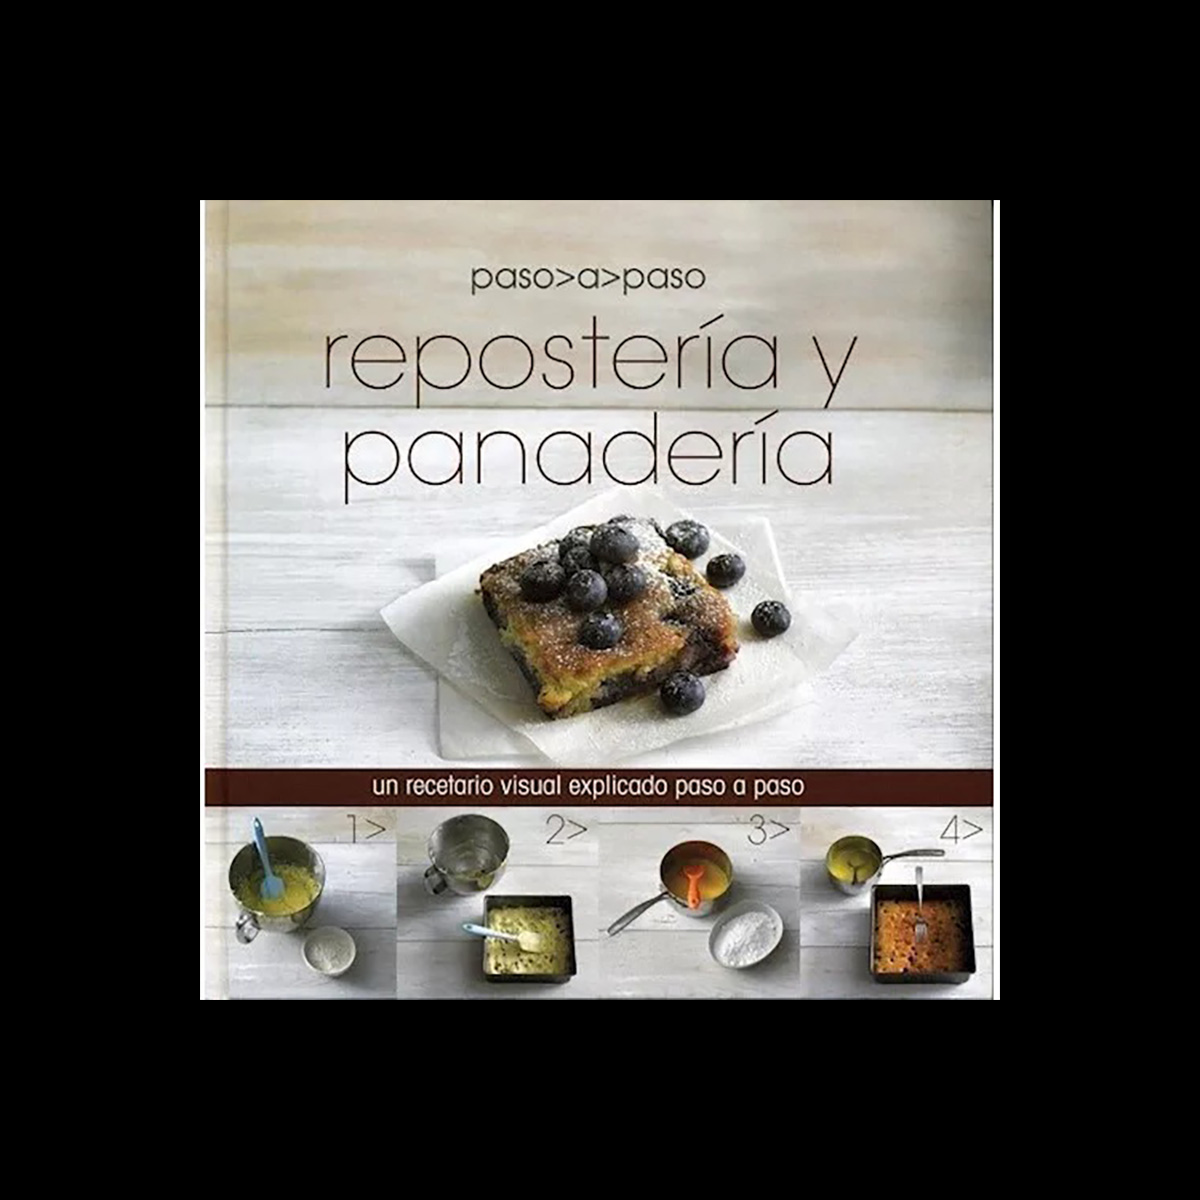 paso>a>paso
repostería y
panadería
un recetario visual explicado paso a paso
1>
2>
3>
4>